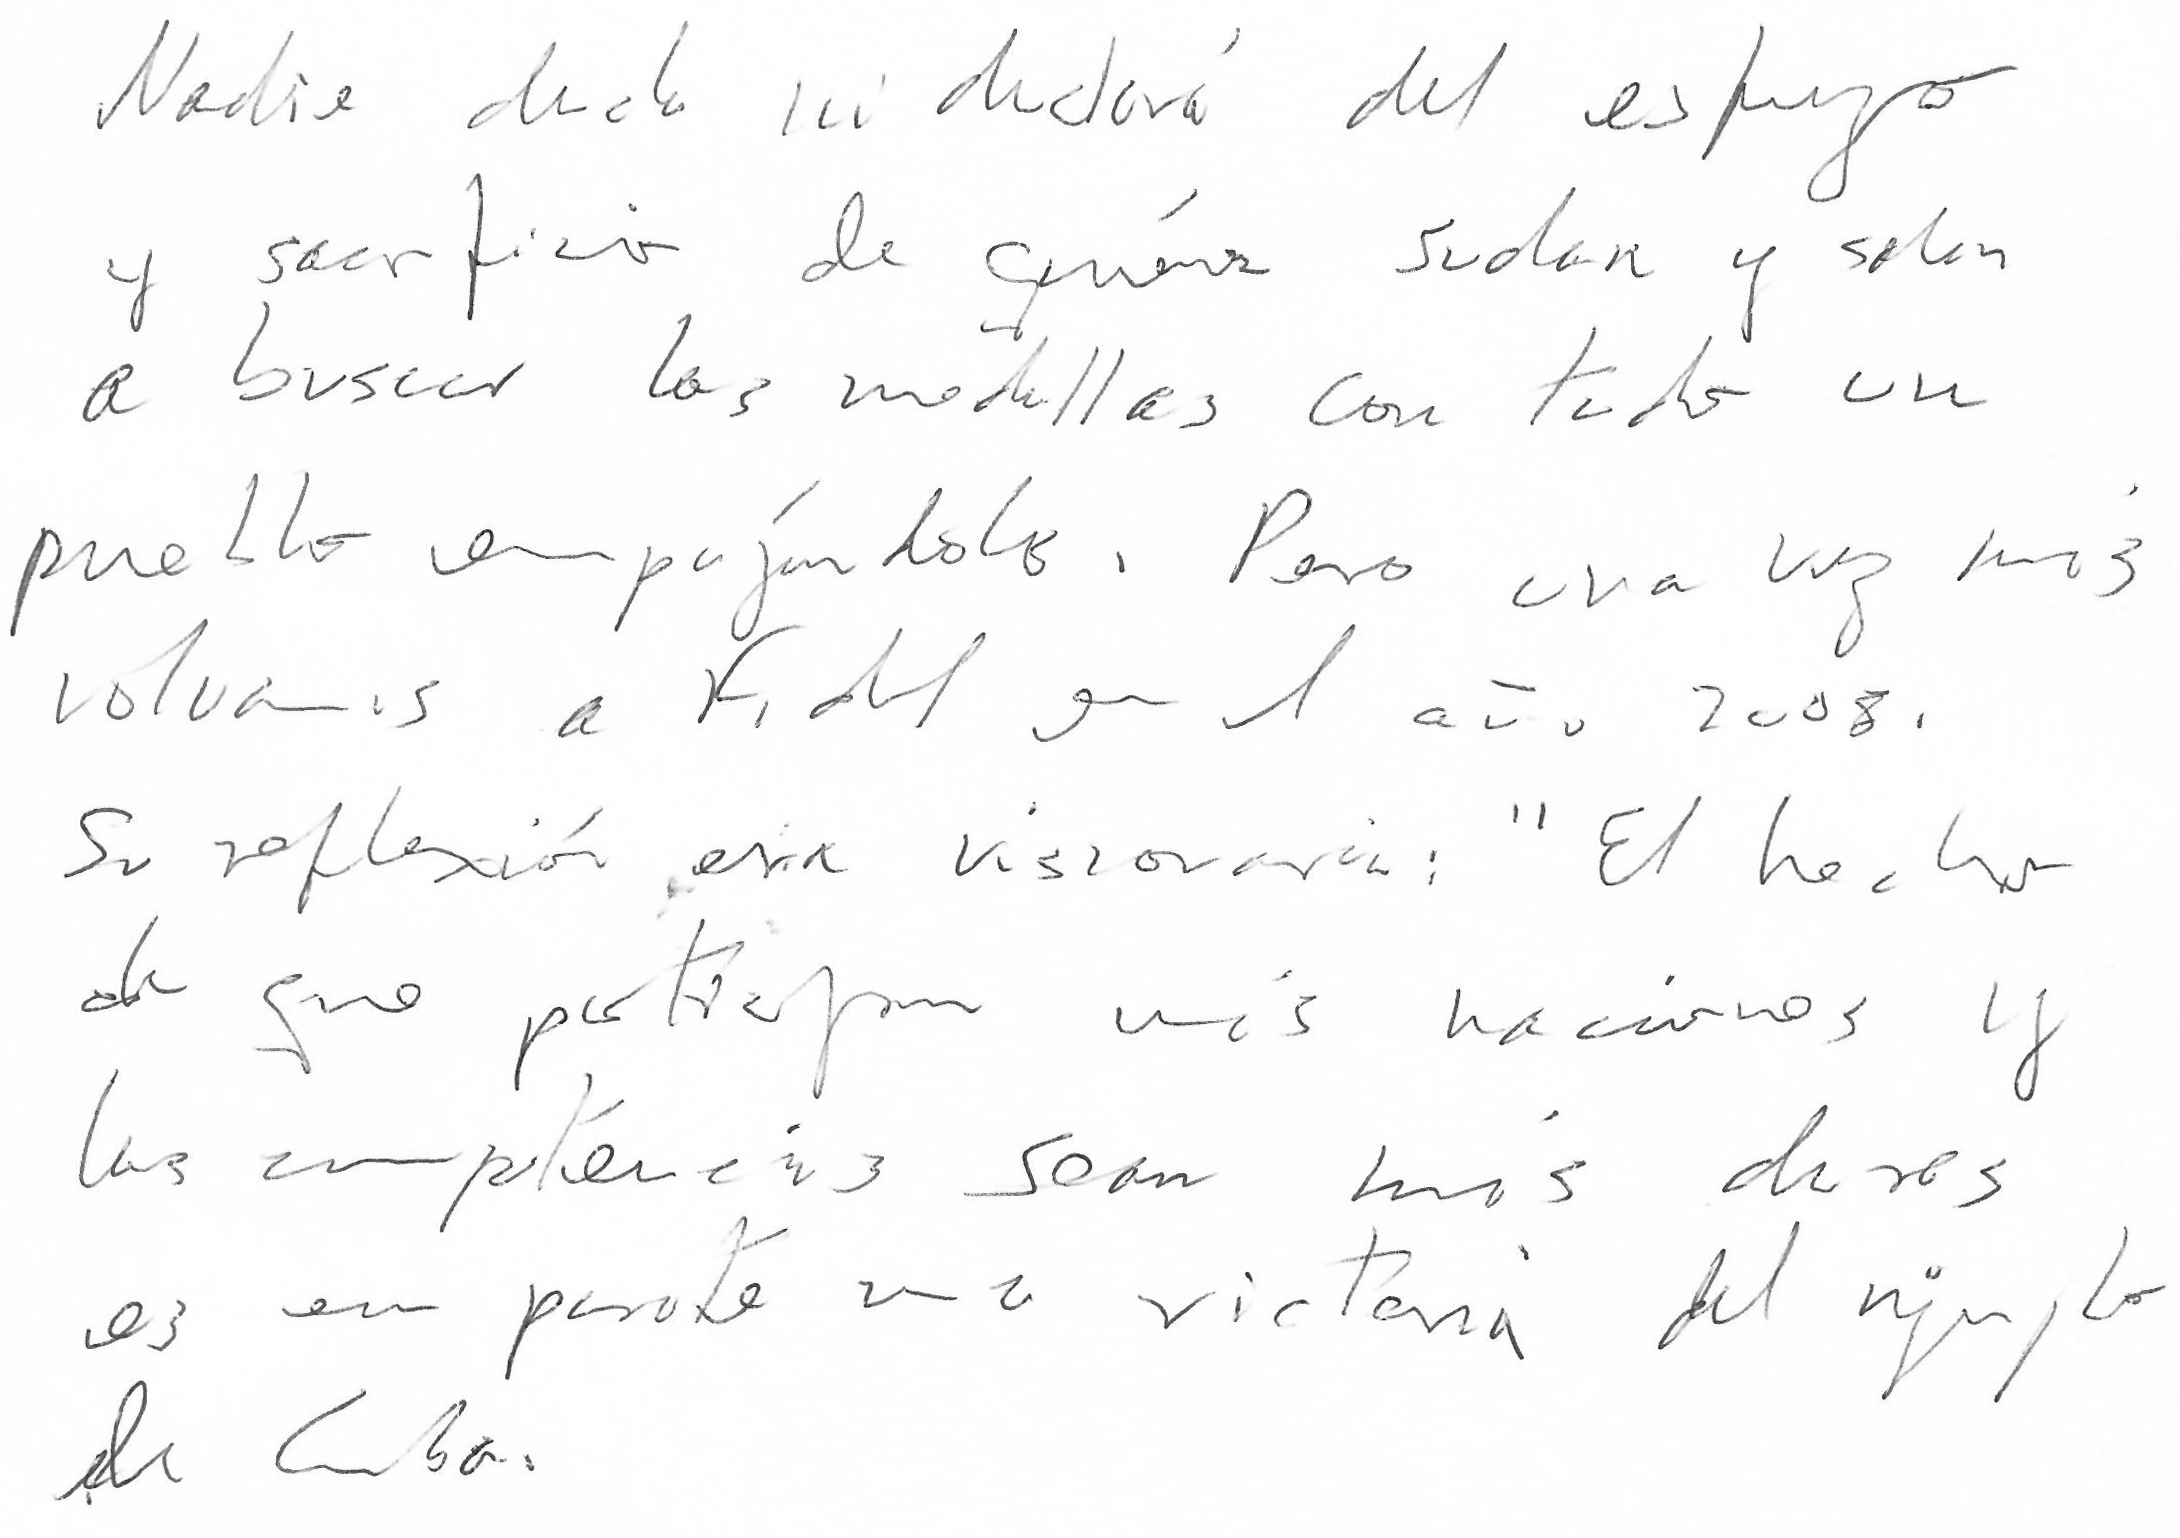 Nadie duda ni dudará del esfuerzo
y sacrificio de quiénes sudan y salen
a buscar las medallas con todo un
pueblo empujándolos. Pero una vez más
volvamos a Fidel en el año 2008.
Su reflexión era visionaria: "El hecho
de que participen más naciones y
las competencias sean más duras
es en parte una victoria del ejemplo
de Cuba.